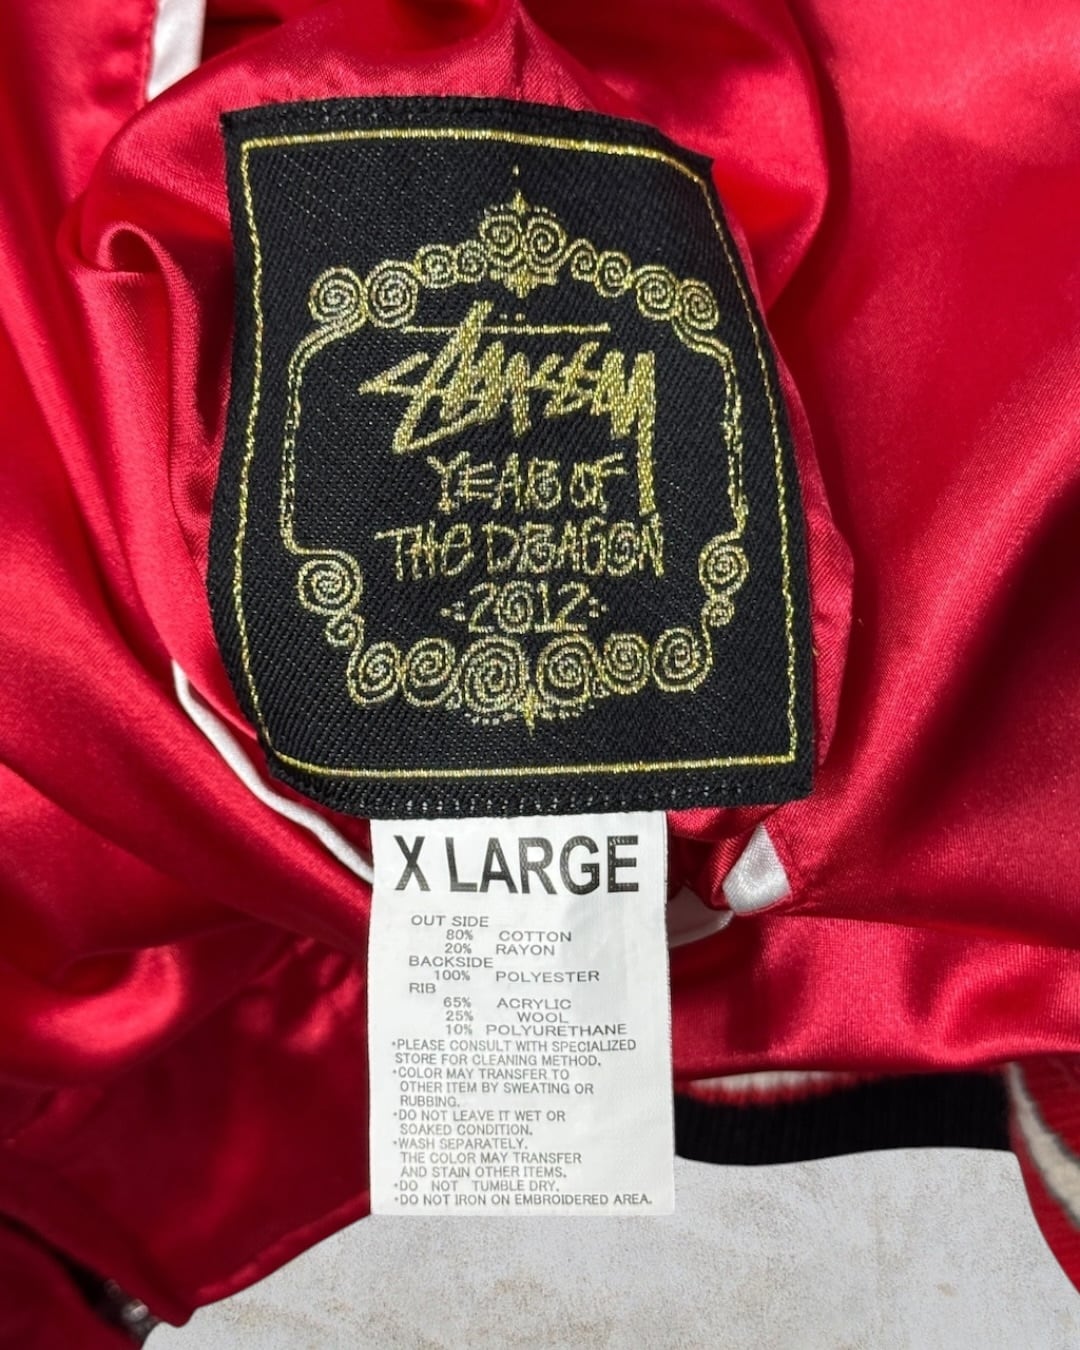 Stüssy
YEAR OF
THE DRAGON
-2012-
X LARGE
OUT SIDE
80% COTTON
20% RAYON
BACKSIDE
100% POLYESTER
RIB
65% ACRYLIC
25% WOOL
10% POLYURETHANE
•PLEASE CONSULT WITH SPECIALIZED
STORE FOR CLEANING METHOD.
•COLOR MAY TRANSFER TO
OTHER ITEM BY SWEATING OR
RUBBING.
•DO NOT LEAVE IT WET OR
SOAKED CONDITION.
•WASH SEPARATELY.
THE COLOR MAY TRANSFER
AND STAIN OTHER ITEMS.
•DO NOT TUMBLE DRY.
•DO NOT IRON ON EMBROIDERED AREA.